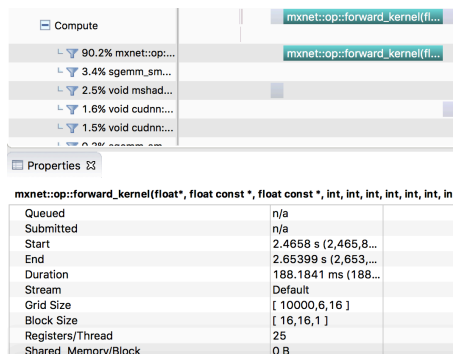 mxnet::op::forward_kernel(flo...
Compute
90.2% mxnet::op:...
mxnet::op::forward_kernel(fl...
3.4% sgemm_sm...
2.5% void mshad...
1.6% void cudnn:...
1.5% void cudnn:...
Properties
mxnet::op::forward_kernel(float*, float const *, float const *, int, int, int, int, int, int, in
Queued n/a
Submitted n/a
Start 2.4658 s (2,465,8...
End 2.65399 s (2,653,...
Duration 188.1841 ms (188...
Stream Default
Grid Size [ 10000,6,16 ]
Block Size [ 16,16,1 ]
Registers/Thread 25
Shared Memory/Block 0 B